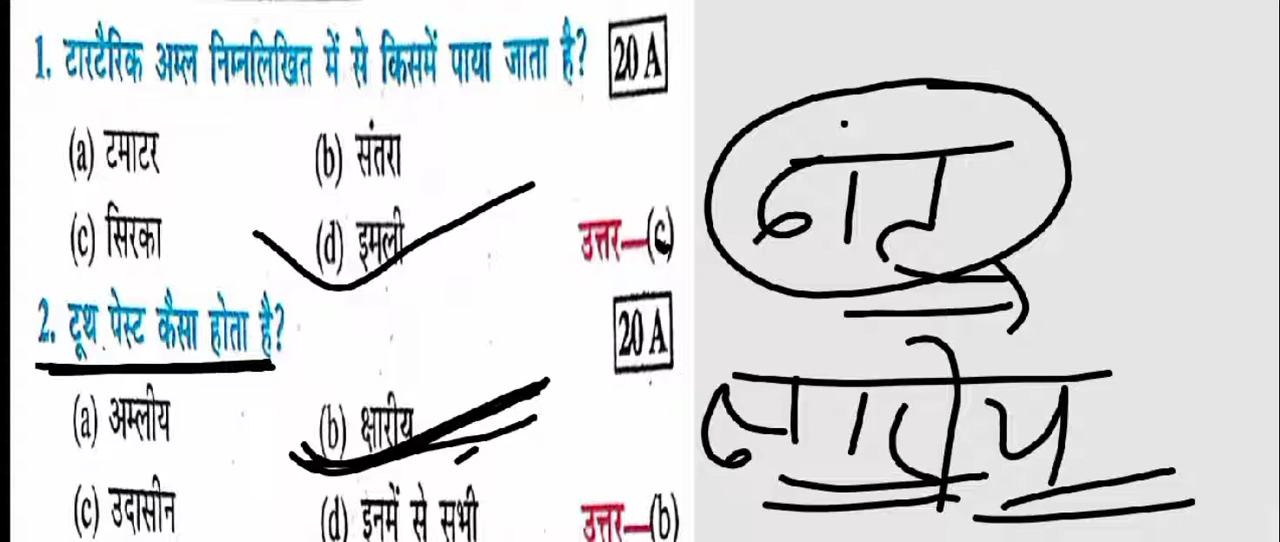 1. टारटैरिक अम्ल निम्नलिखित में से किसमें पाया जाता है? 20 A
(a) टमाटर (b) संतरा
(c) सिरका (d) इमली उत्तर—(c)
2. टूथ पेस्ट कैसा होता है? 20 A
(a) अम्लीय (b) क्षारीय
(c) उदासीन (d) इनमें से सभी उत्तर—(b)